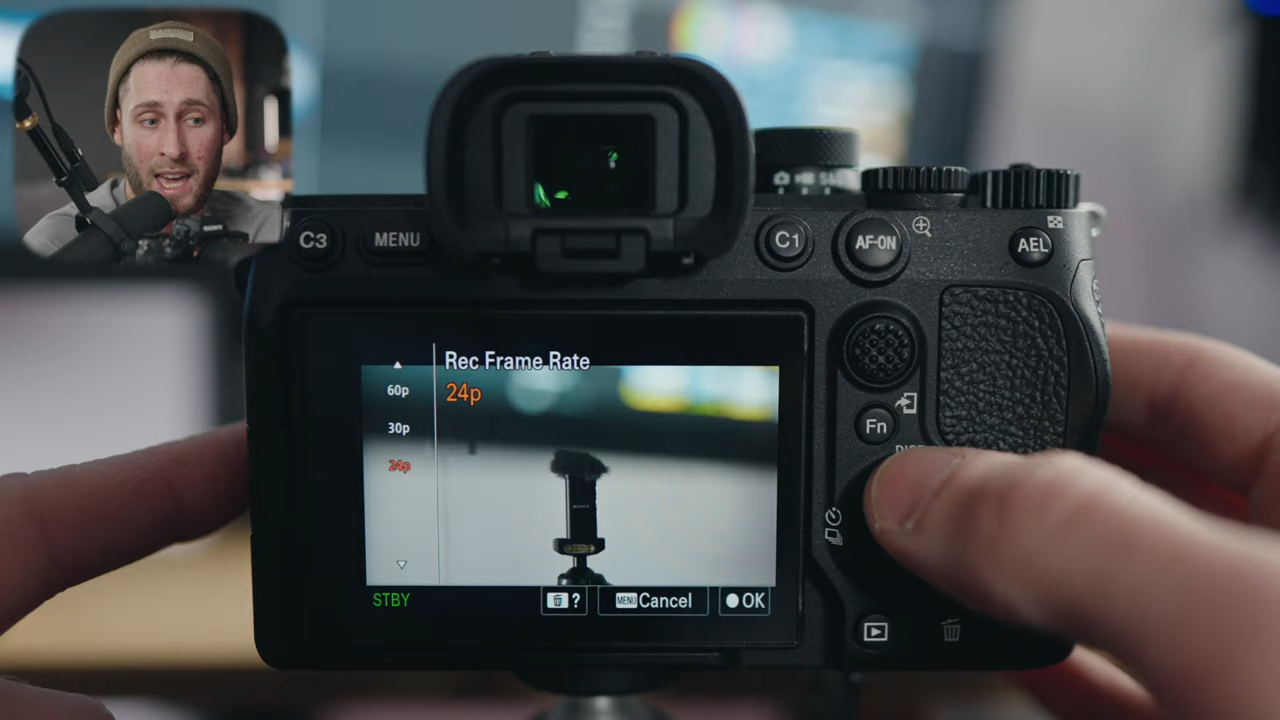 C3
MENU
C1
AF-ON
AEL
Rec Frame Rate
24p
60p
30p
24p
Fn
SONY
STBY
?
MENU Cancel
OK